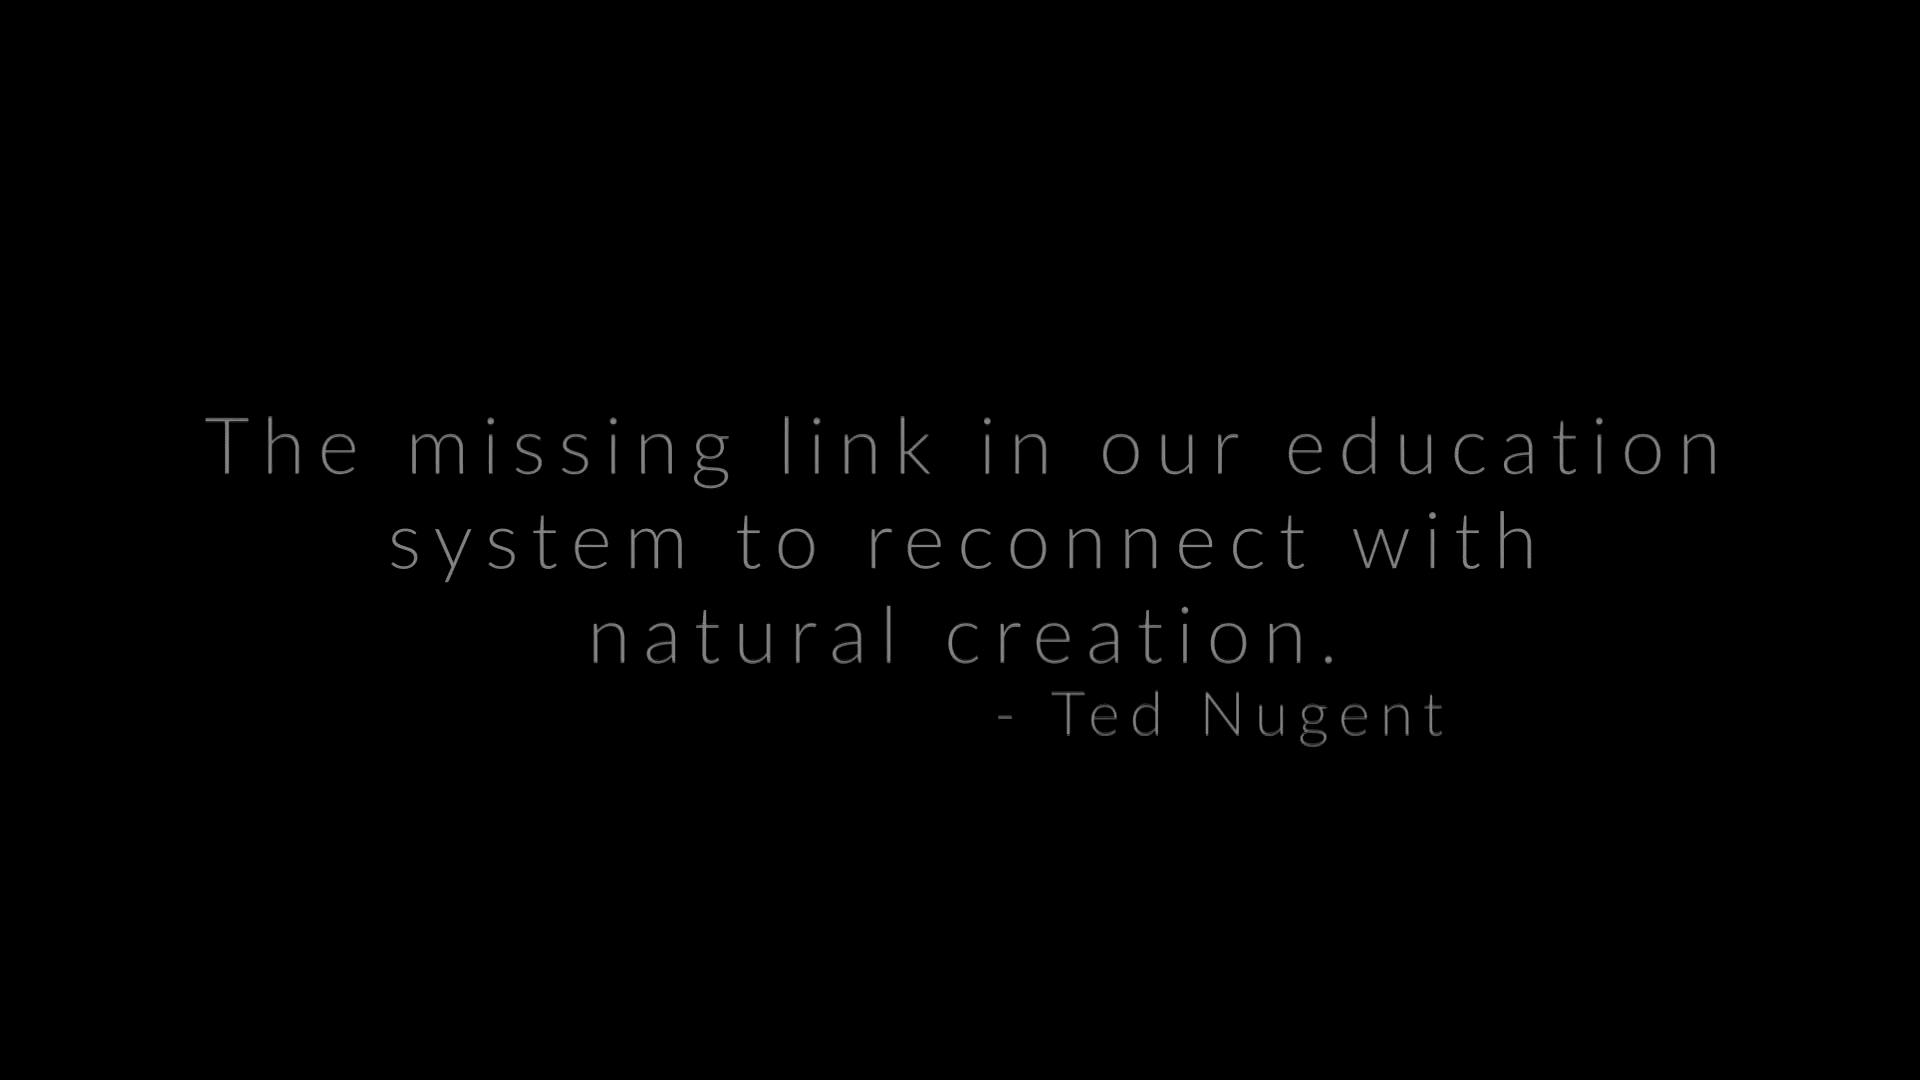 The missing link in our education
system to reconnect with
natural creation.
- Ted Nugent